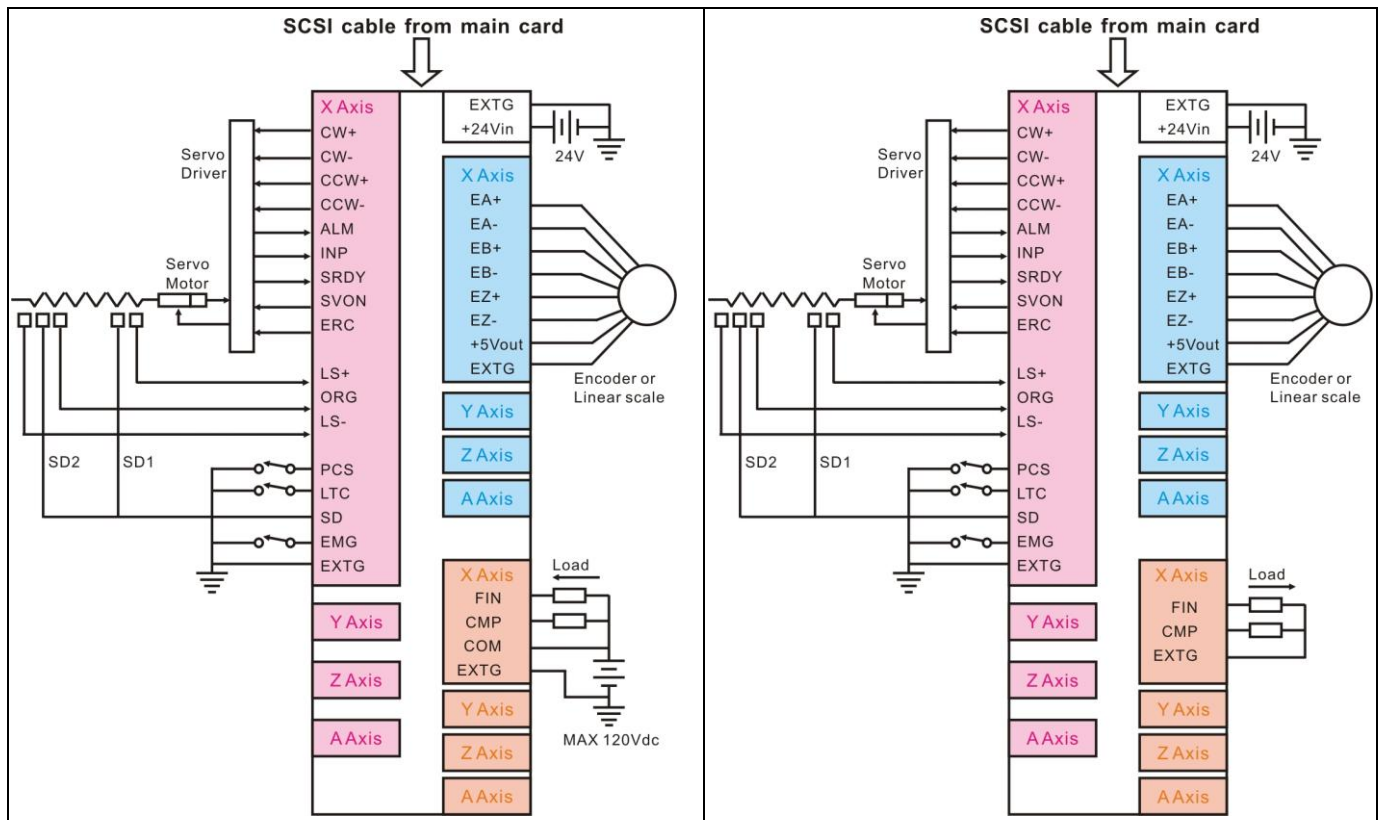 SCSI cable from main card
X Axis
CW+
CW-
CCW+
CCW-
ALM
INP
SRDY
SVON
ERC
LS+
ORG
LS-
PCS
LTC
SD
EMG
EXTG
Y Axis
Z Axis
A Axis
Servo
Driver
Servo
Motor
SD2
SD1
EXTG
+24Vin
24V
X Axis
EA+
EA-
EB+
EB-
EZ+
EZ-
+5Vout
EXTG
Encoder or
Linear scale
Y Axis
Z Axis
A Axis
X Axis
FIN
CMP
COM
EXTG
Load
MAX 120Vdc
Y Axis
Z Axis
A Axis
SCSI cable from main card
X Axis
CW+
CW-
CCW+
CCW-
ALM
INP
SRDY
SVON
ERC
LS+
ORG
LS-
PCS
LTC
SD
EMG
EXTG
Y Axis
Z Axis
A Axis
Servo
Driver
Servo
Motor
SD2
SD1
EXTG
+24Vin
24V
X Axis
EA+
EA-
EB+
EB-
EZ+
EZ-
+5Vout
EXTG
Encoder or
Linear scale
Y Axis
Z Axis
A Axis
X Axis
FIN
CMP
EXTG
Load
Y Axis
Z Axis
A Axis